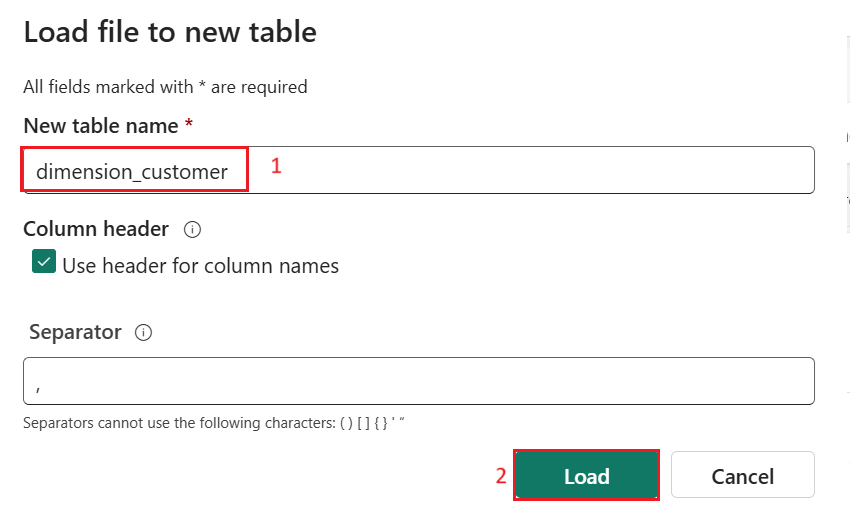 Load file to new table
All fields marked with * are required
New table name *
dimension_customer 1
Column header
Use header for column names
Separator
,
Separators cannot use the following characters: ( ) [ ] { } ' "
2 Load Cancel